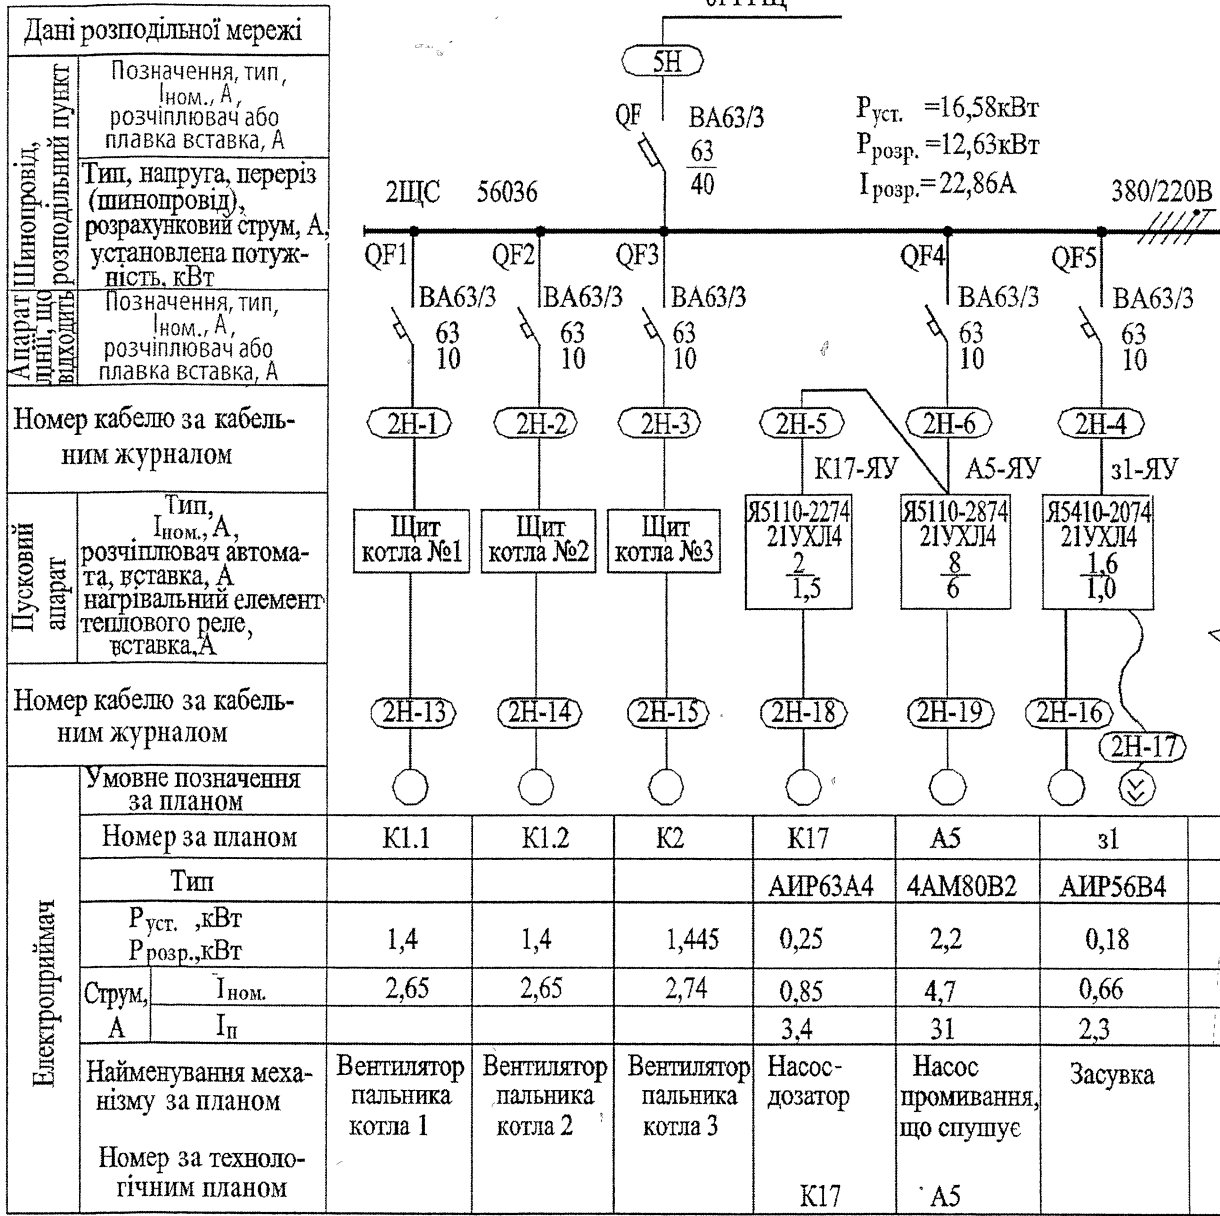 Дані розподільної мережі
Шинопровід,
розподільний пункт
Позначення, тип,
Iном., А,
розчіплювач або
плавка вставка, А
Тип, напруга, переріз
(шинопровід),
розрахунковий струм, А,
установлена потуж-
ність, кВт
Апарат
лінії, що
відходить
Позначення, тип,
Iном., А,
розчіплювач або
плавка вставка, А
Номер кабелю за кабель-
ним журналом
Пусковий
апарат
Тип,
Iном., А,
розчіплювач автома-
та, вставка, А
нагрівальний елемент
теплового реле,
вставка,А
Номер кабелю за кабель-
ним журналом
5Н
QF ВА63/3
63
40
Pуст. =16,58кВт
Pрозр. =12,63кВт
Iрозр.=22,86А
2ЩС 56036 380/220В
QF1 QF2 QF3 QF4 QF5
ВА63/3 ВА63/3 ВА63/3 ВА63/3 ВА63/3
63 63 63 63 63
10 10 10 10 10
2Н-1 2Н-2 2Н-3 2Н-5 2Н-6 2Н-4
К17-ЯУ А5-ЯУ з1-ЯУ
Щит Щит Щит Я5110-2274 Я5110-2874 Я5410-2074
котла №1 котла №2 котла №3 21УХЛ4 21УХЛ4 21УХЛ4
2 8 1,6
1,5 6 1,0
2Н-13 2Н-14 2Н-15 2Н-18 2Н-19 2Н-16
2Н-17
Електроприймач
Умовне позначення
за планом
Номер за планом К1.1 К1.2 К2 К17 А5 з1
Тип АИР63А4 4АМ80В2 АИР56В4
Pуст. ,кВт
Pрозр.,кВт 1,4 1,4 1,445 0,25 2,2 0,18
Струм,
А
Iном. 2,65 2,65 2,74 0,85 4,7 0,66
Iп 3,4 31 2,3
Найменування меха-
нізму за планом
Вентилятор
пальника
котла 1
Вентилятор
пальника
котла 2
Вентилятор
пальника
котла 3
Насос-
дозатор
Насос
промивання,
що спушує
Засувка
Номер за техноло-
гічним планом
К17 А5